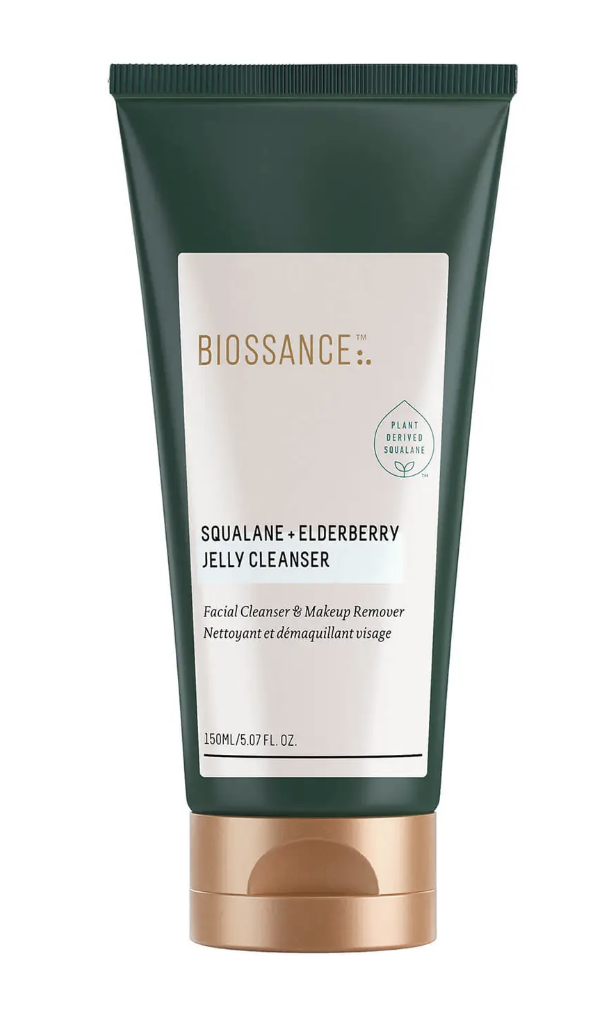 BIOSSANCE™
PLANT
DERIVED
SQUALANE
™
SQUALANE + ELDERBERRY
JELLY CLEANSER
Facial Cleanser & Makeup Remover
Nettoyant et démaquillant visage
150ML/5.07 FL. OZ.